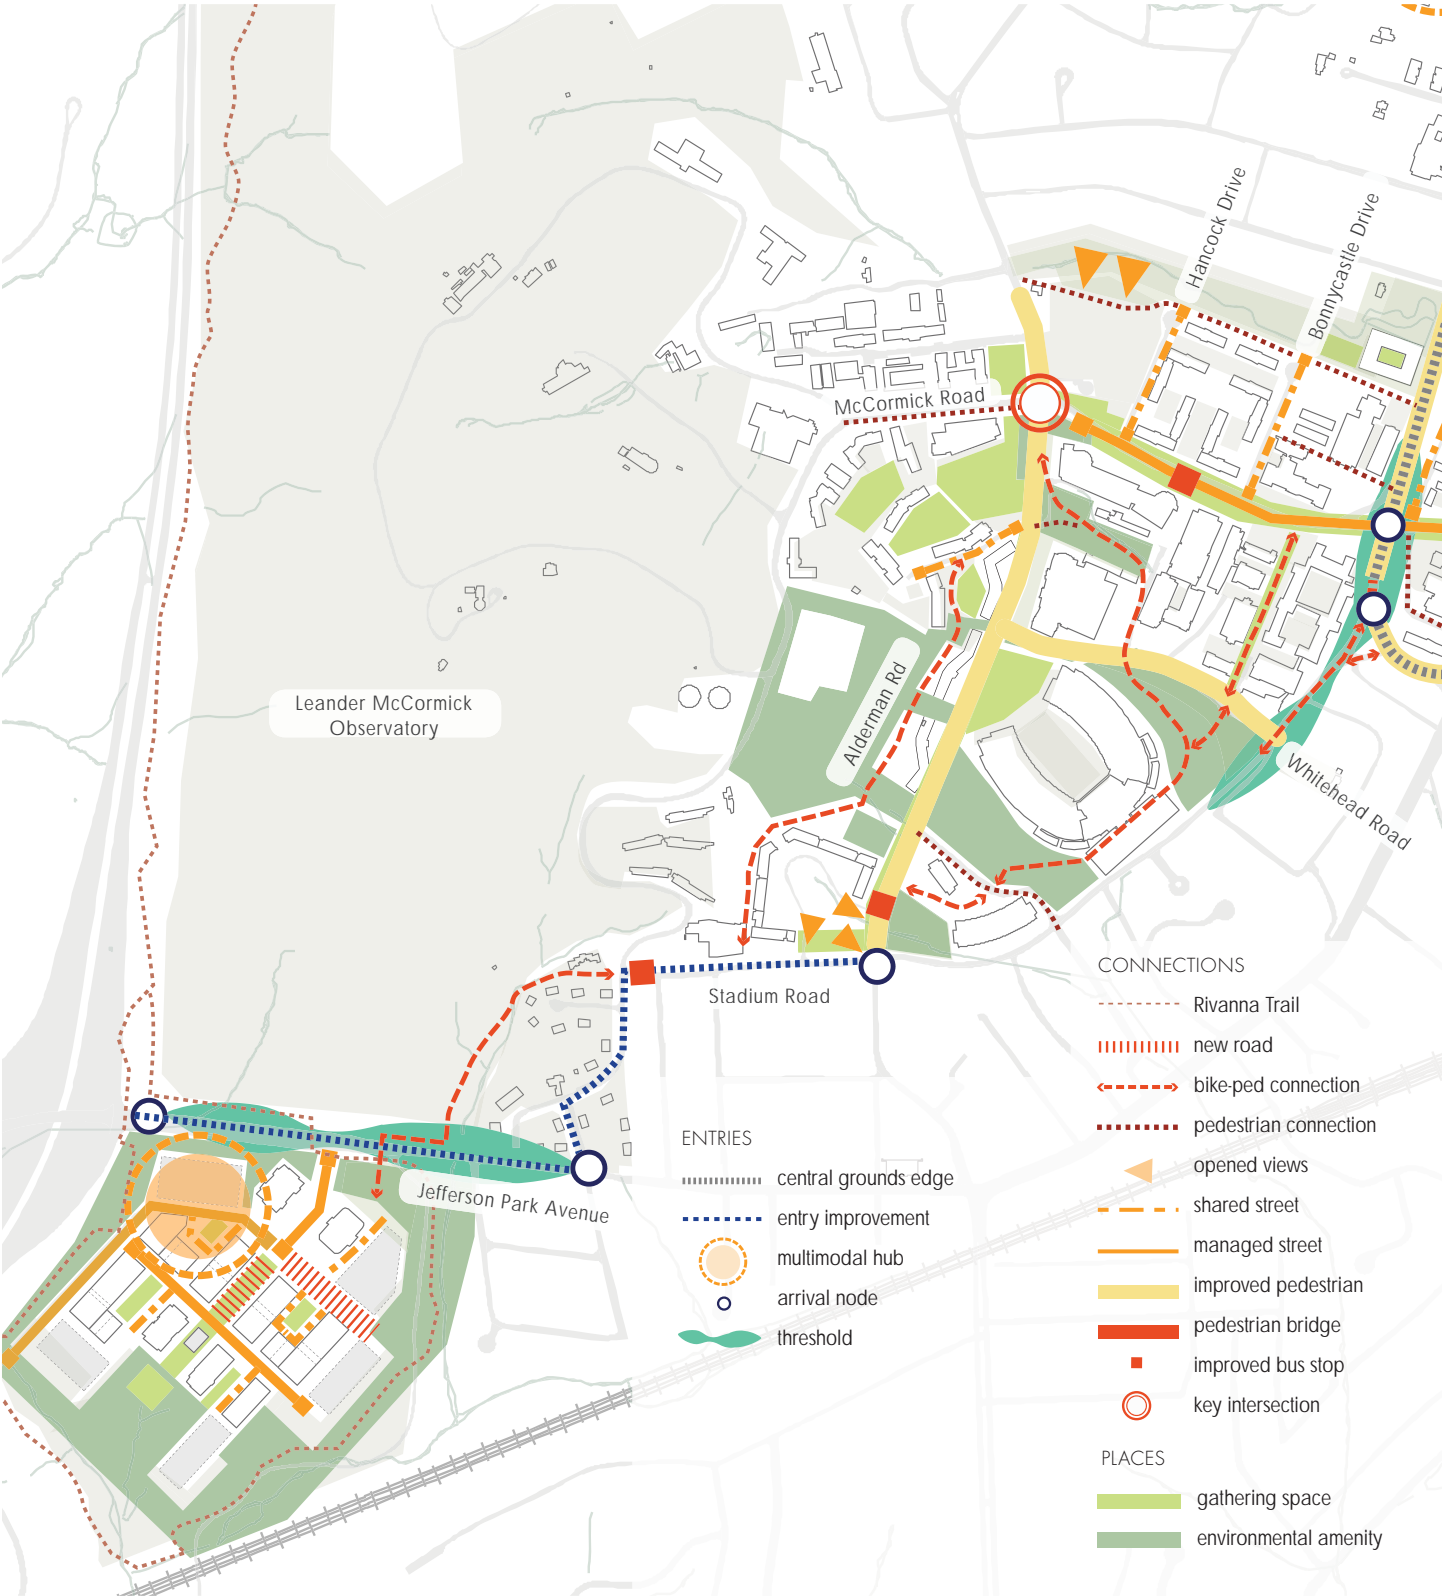 Hancock Drive
Bonnycastle Drive
McCormick Road
Leander McCormick
Observatory
Alderman Rd
Whitehead Road
Stadium Road
Jefferson Park Avenue
ENTRIES
central grounds edge
entry improvement
multimodal hub
arrival node
threshold
CONNECTIONS
Rivanna Trail
new road
bike-ped connection
pedestrian connection
opened views
shared street
managed street
improved pedestrian
pedestrian bridge
improved bus stop
key intersection
PLACES
gathering space
environmental amenity